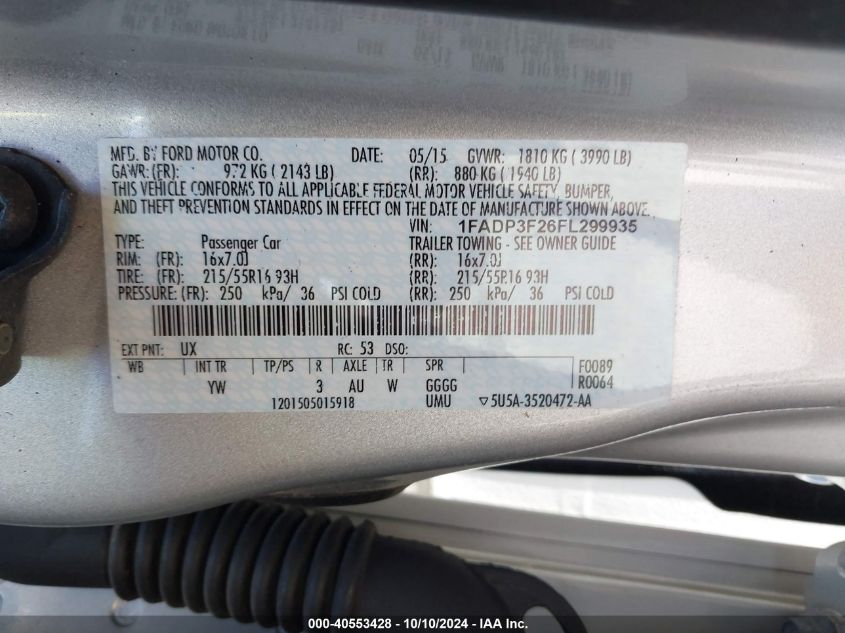 MFD. BY FORD MOTOR CO. DATE: 05/15 GVWR: 1810 KG ( 3990 LB)
GAWR: (FR): 972 KG ( 2143 LB) (RR): 880 KG ( 1940 LB)
THIS VEHICLE CONFORMS TO ALL APPLICABLE FEDERAL MOTOR VEHICLE SAFETY, BUMPER,
AND THEFT PREVENTION STANDARDS IN EFFECT ON THE DATE OF MANUFACTURE SHOWN ABOVE.
VIN: 1FADP3F26FL299935
TYPE: Passenger Car TRAILER TOWING - SEE OWNER GUIDE
RIM: (FR): 16x7.0J (RR): 16x7.0J
TIRE: (FR): 215/55R16 93H (RR): 215/55R16 93H
PRESSURE: (FR): 250 kPa/ 36 PSI COLD (RR): 250 kPa/ 36 PSI COLD
EXT PNT: UX RC: 53 DSO:
WB INT TR TP/PS R AXLE TR SPR F0089
YW 3 AU W GGGG R0064
1201505015918 UMU ▽5U5A-3520472-AA
000-40553428 - 10/10/2024 - IAA Inc.